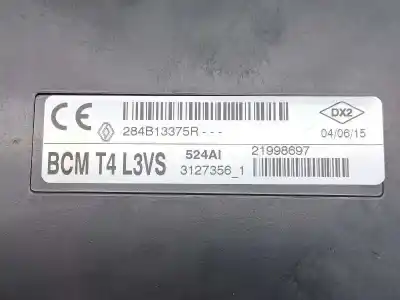 CE
284B13375R---
DX2
04/06/15
BCM T4 L3VS
524AI
21998697
3127356_1